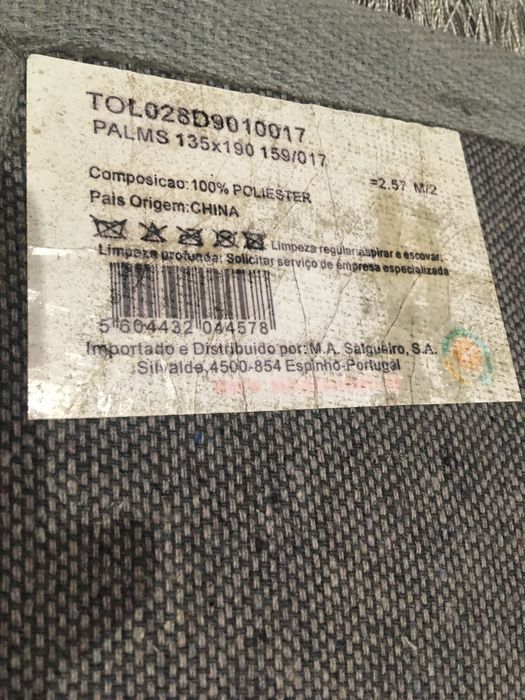 TOL028D9010017
PALMS 135x190 159/017
Composicao:100% POLIESTER =2.57 M/2
Pais Origem:CHINA
Limpeza regular:aspirar e escovar.
Limpeza profunda: Solicitar serviço de empresa especializada
5 604432 044578
Importado e Distribuido por: M.A. Salgueiro, S.A.
Silvalde,4500-854 Espinho-Portugal